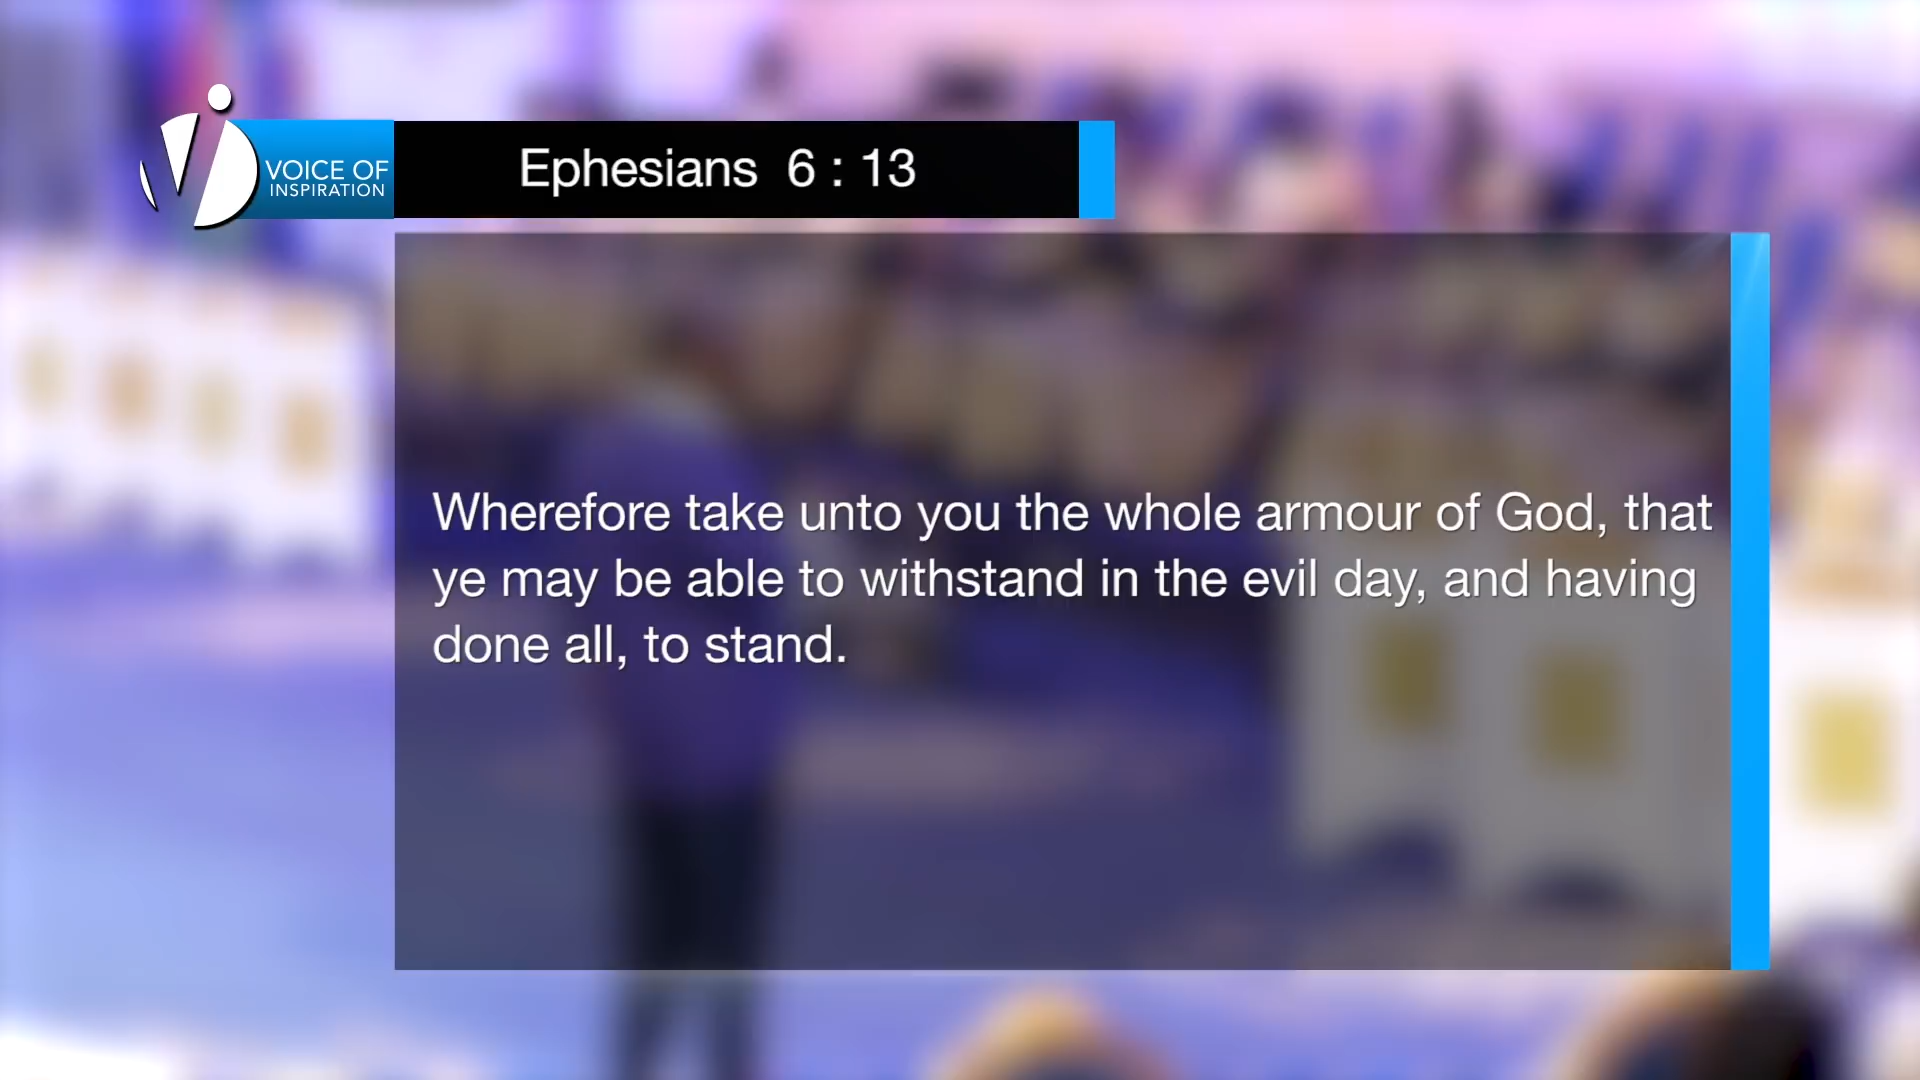 VOICE OF
INSPIRATION
Ephesians 6 : 13
Wherefore take unto you the whole armour of God, that
ye may be able to withstand in the evil day, and having
done all, to stand.